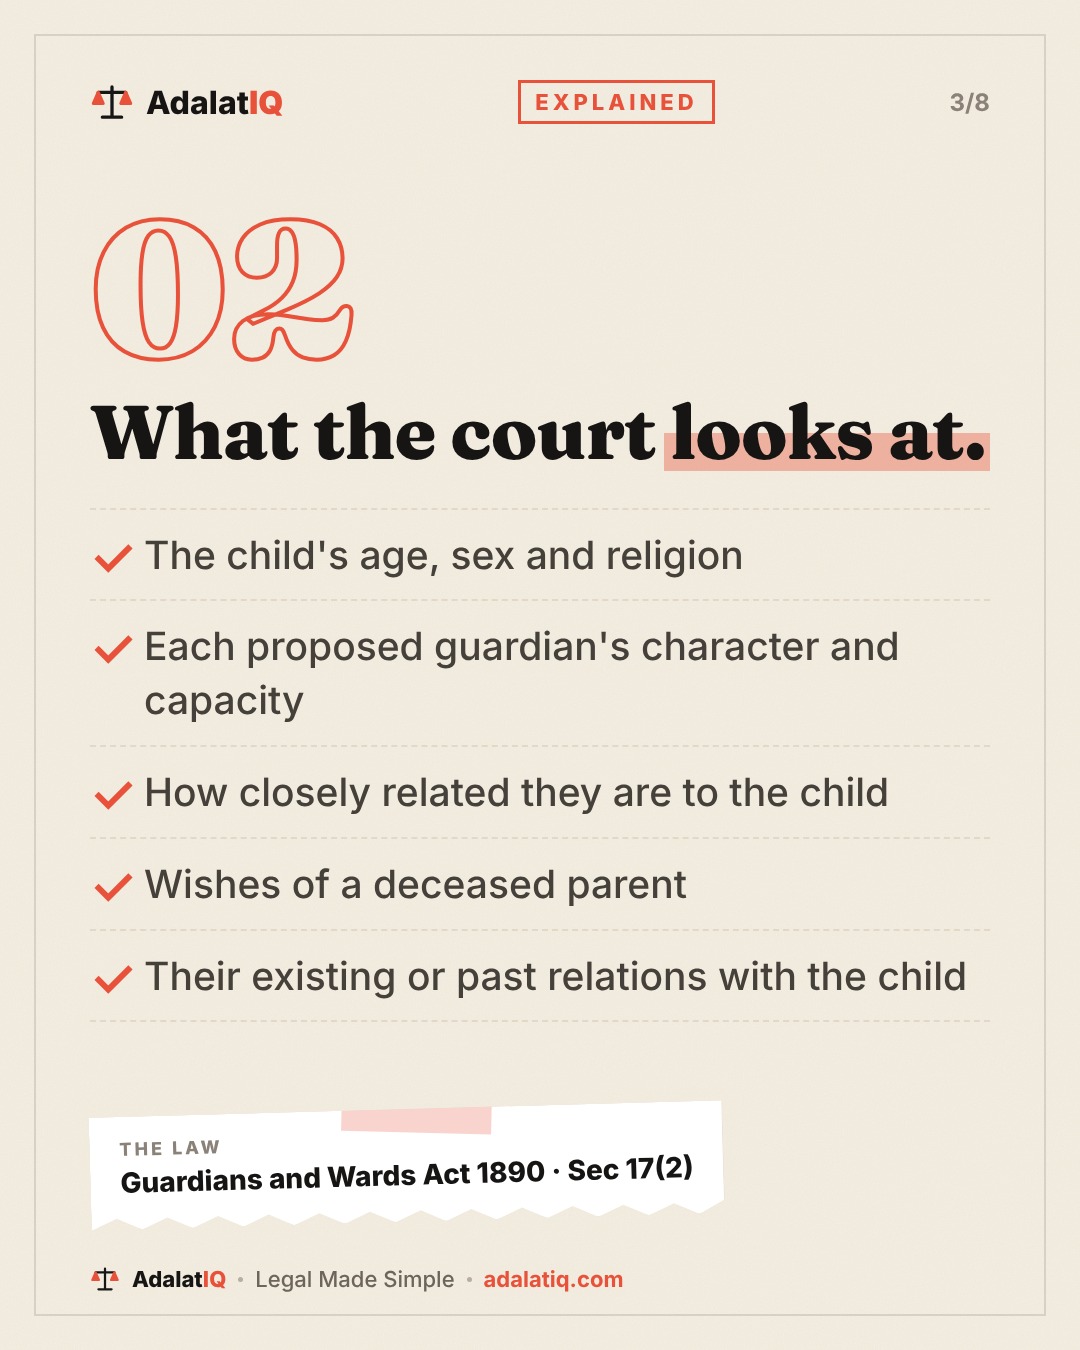 AdalatIQ
EXPLAINED
3/8
02
What the court looks at.
The child's age, sex and religion
Each proposed guardian's character and
capacity
How closely related they are to the child
Wishes of a deceased parent
Their existing or past relations with the child
THE LAW
Guardians and Wards Act 1890 · Sec 17(2)
AdalatIQ • Legal Made Simple • adalatiq.com